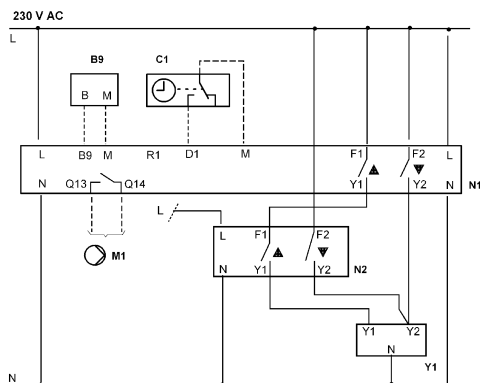 230 V AC
L
B9
C1
B M
L B9 M R1 D1 M F1 F2 L
N Q13 Q14 Y1 Y2 N N1
L
M1
L F1 F2
N Y1 Y2 N2
Y1 Y2
N
Y1
N